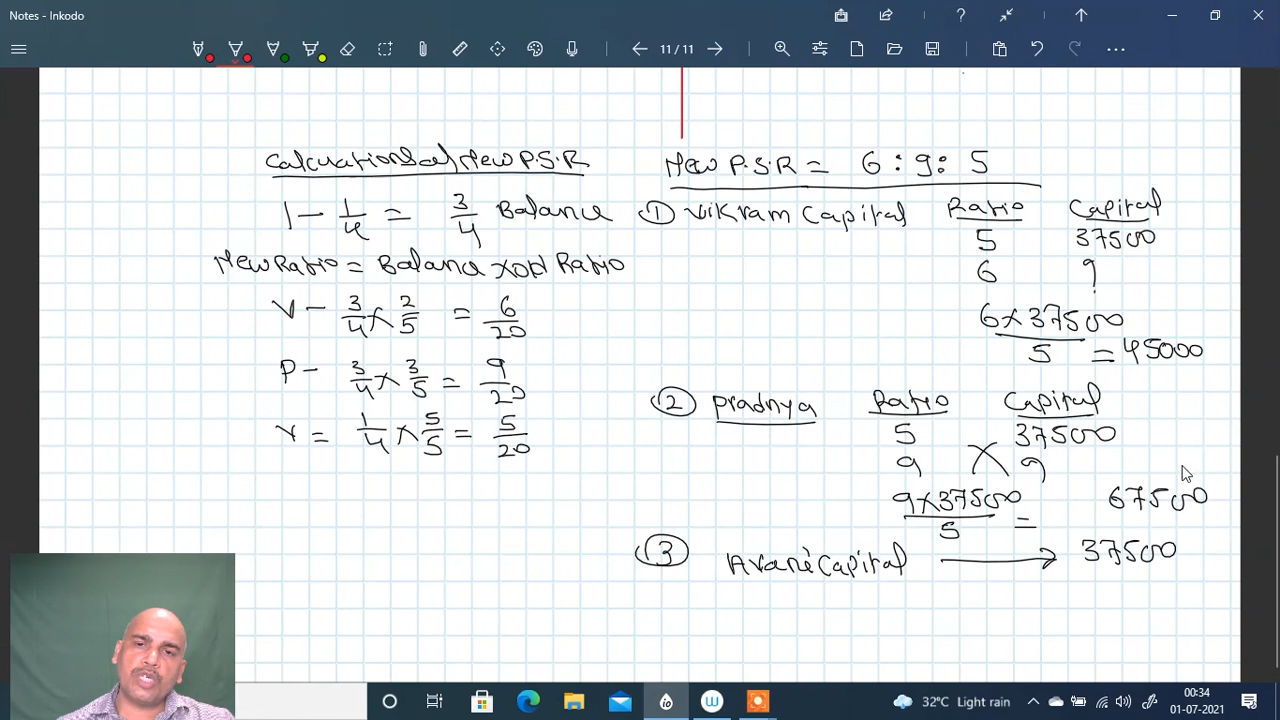 Notes - Inkodo
11 / 11
Calcuations of New P.S.R
1 - 1/4 = 3/4 Balance
New Ratio = Balance x Old Ratio
V - 3/4 x 2/5 = 6/20
P - 3/4 x 3/5 = 9/20
V = 1/4 x 5/5 = 5/20
New P.S.R = 6 : 9 : 5
① Vikram Capital Ratio Capital
5 37500
6 ?
6 x 37500 / 5 = 45000
② Pradnya Ratio Capital
5 37500
9 ?
9 x 37500 / 5 = 67500
③ Avani Capital → 37500
32°C Light rain
00:34
01-07-2021